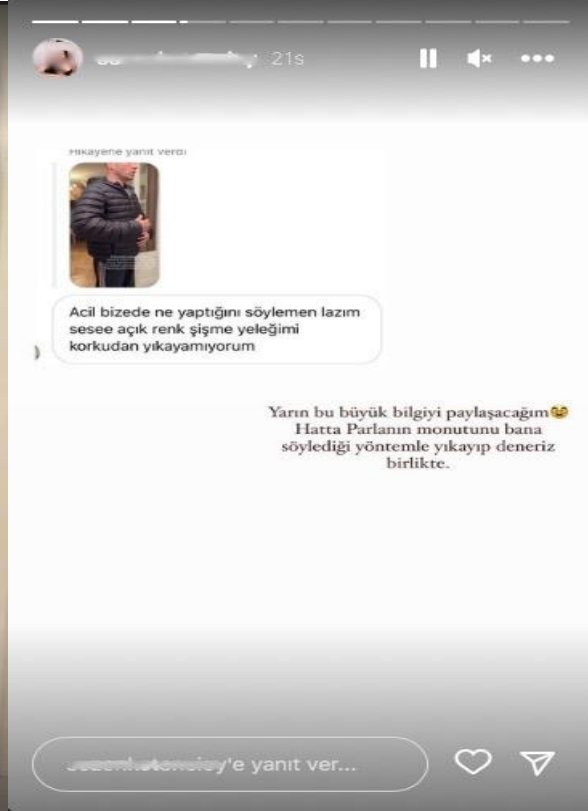 21s
Hikayene yanıt verdi
Acil bizede ne yaptığını söylemen lazım
sesee açık renk şişme yeleğimi
korkudan yıkayamıyorum
Yarın bu büyük bilgiyi paylaşacağım😢
Hatta Parlanın monutunu bana
söylediği yöntemle yıkayıp deneriz
birlikte.
'e yanıt ver...